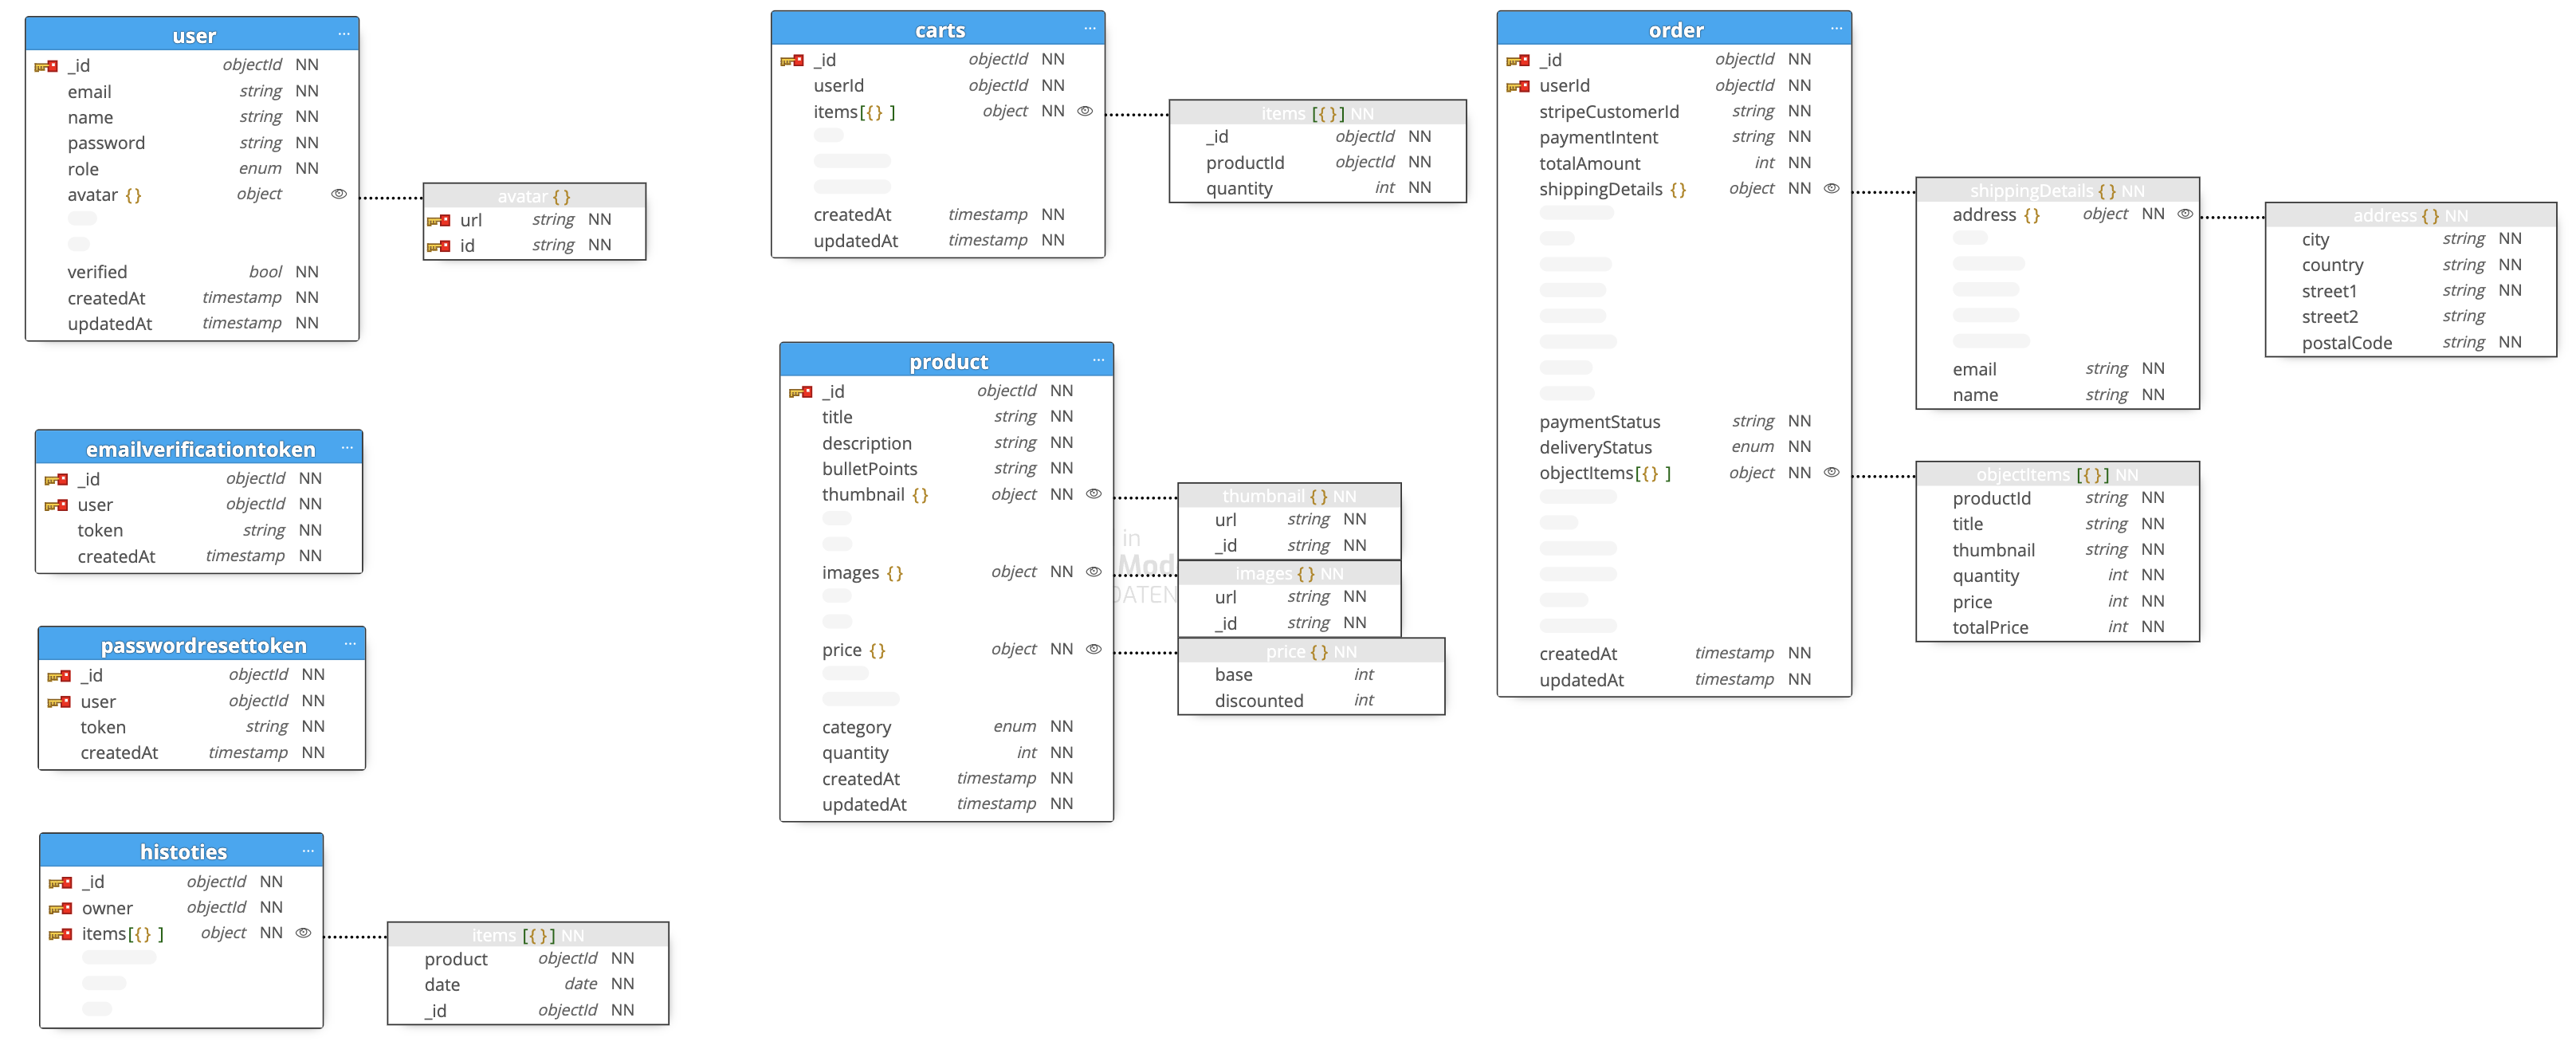 user ...
_id objectId NN
email string NN
name string NN
password string NN
role enum NN
avatar {} object
verified bool NN
createdAt timestamp NN
updatedAt timestamp NN
avatar {}
url string NN
id string NN
emailverificationtoken ...
_id objectId NN
user objectId NN
token string NN
createdAt timestamp NN
passwordresettoken ...
_id objectId NN
user objectId NN
token string NN
createdAt timestamp NN
histoties ...
_id objectId NN
owner objectId NN
items[{} ] object NN
items [{}] NN
product objectId NN
date date NN
_id objectId NN
carts ...
_id objectId NN
userId objectId NN
items[{} ] object NN
createdAt timestamp NN
updatedAt timestamp NN
items [{}] NN
_id objectId NN
productId objectId NN
quantity int NN
product ...
_id objectId NN
title string NN
description string NN
bulletPoints string NN
thumbnail {} object NN
images {} object NN
price {} object NN
category enum NN
quantity int NN
createdAt timestamp NN
updatedAt timestamp NN
in
Mod
DATEN
thumbnail {} NN
url string NN
_id string NN
images {} NN
url string NN
_id string NN
price {} NN
base int
discounted int
order ...
_id objectId NN
userId objectId NN
stripeCustomerId string NN
paymentIntent string NN
totalAmount int NN
shippingDetails {} object NN
paymentStatus string NN
deliveryStatus enum NN
objectItems[{} ] object NN
createdAt timestamp NN
updatedAt timestamp NN
shippingDetails {} NN
address {} object NN
email string NN
name string NN
address {} NN
city string NN
country string NN
street1 string NN
street2 string
postalCode string NN
objectItems [{}] NN
productId string NN
title string NN
thumbnail string NN
quantity int NN
price int NN
totalPrice int NN